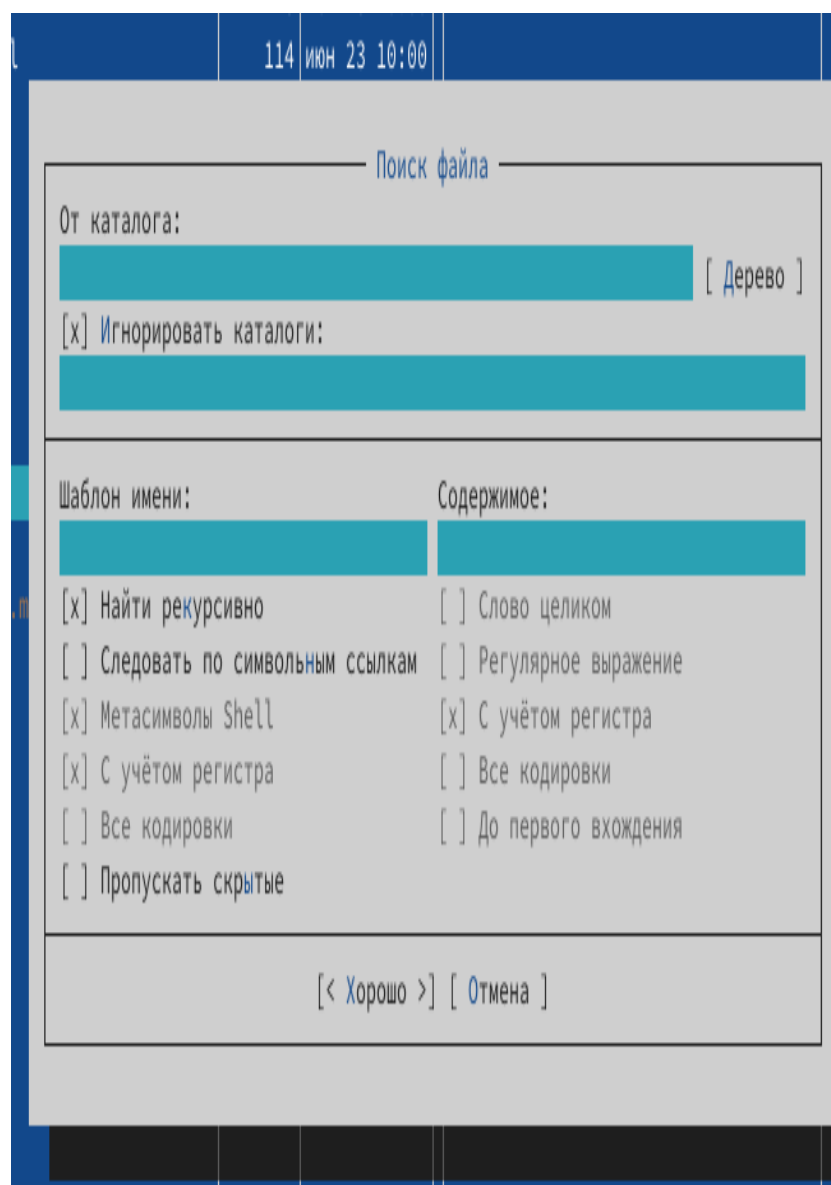 l 114 июн 23 10:00
Поиск файла
От каталога:
[ Дерево ]
[x] Игнорировать каталоги:
Шаблон имени: Содержимое:
[x] Найти рекурсивно [ ] Слово целиком
.m
[ ] Следовать по символьным ссылкам [ ] Регулярное выражение
[x] Метасимволы Shell [x] С учётом регистра
[x] С учётом регистра [ ] Все кодировки
[ ] Все кодировки [ ] До первого вхождения
[ ] Пропускать скрытые
[< Хорошо >] [ Отмена ]